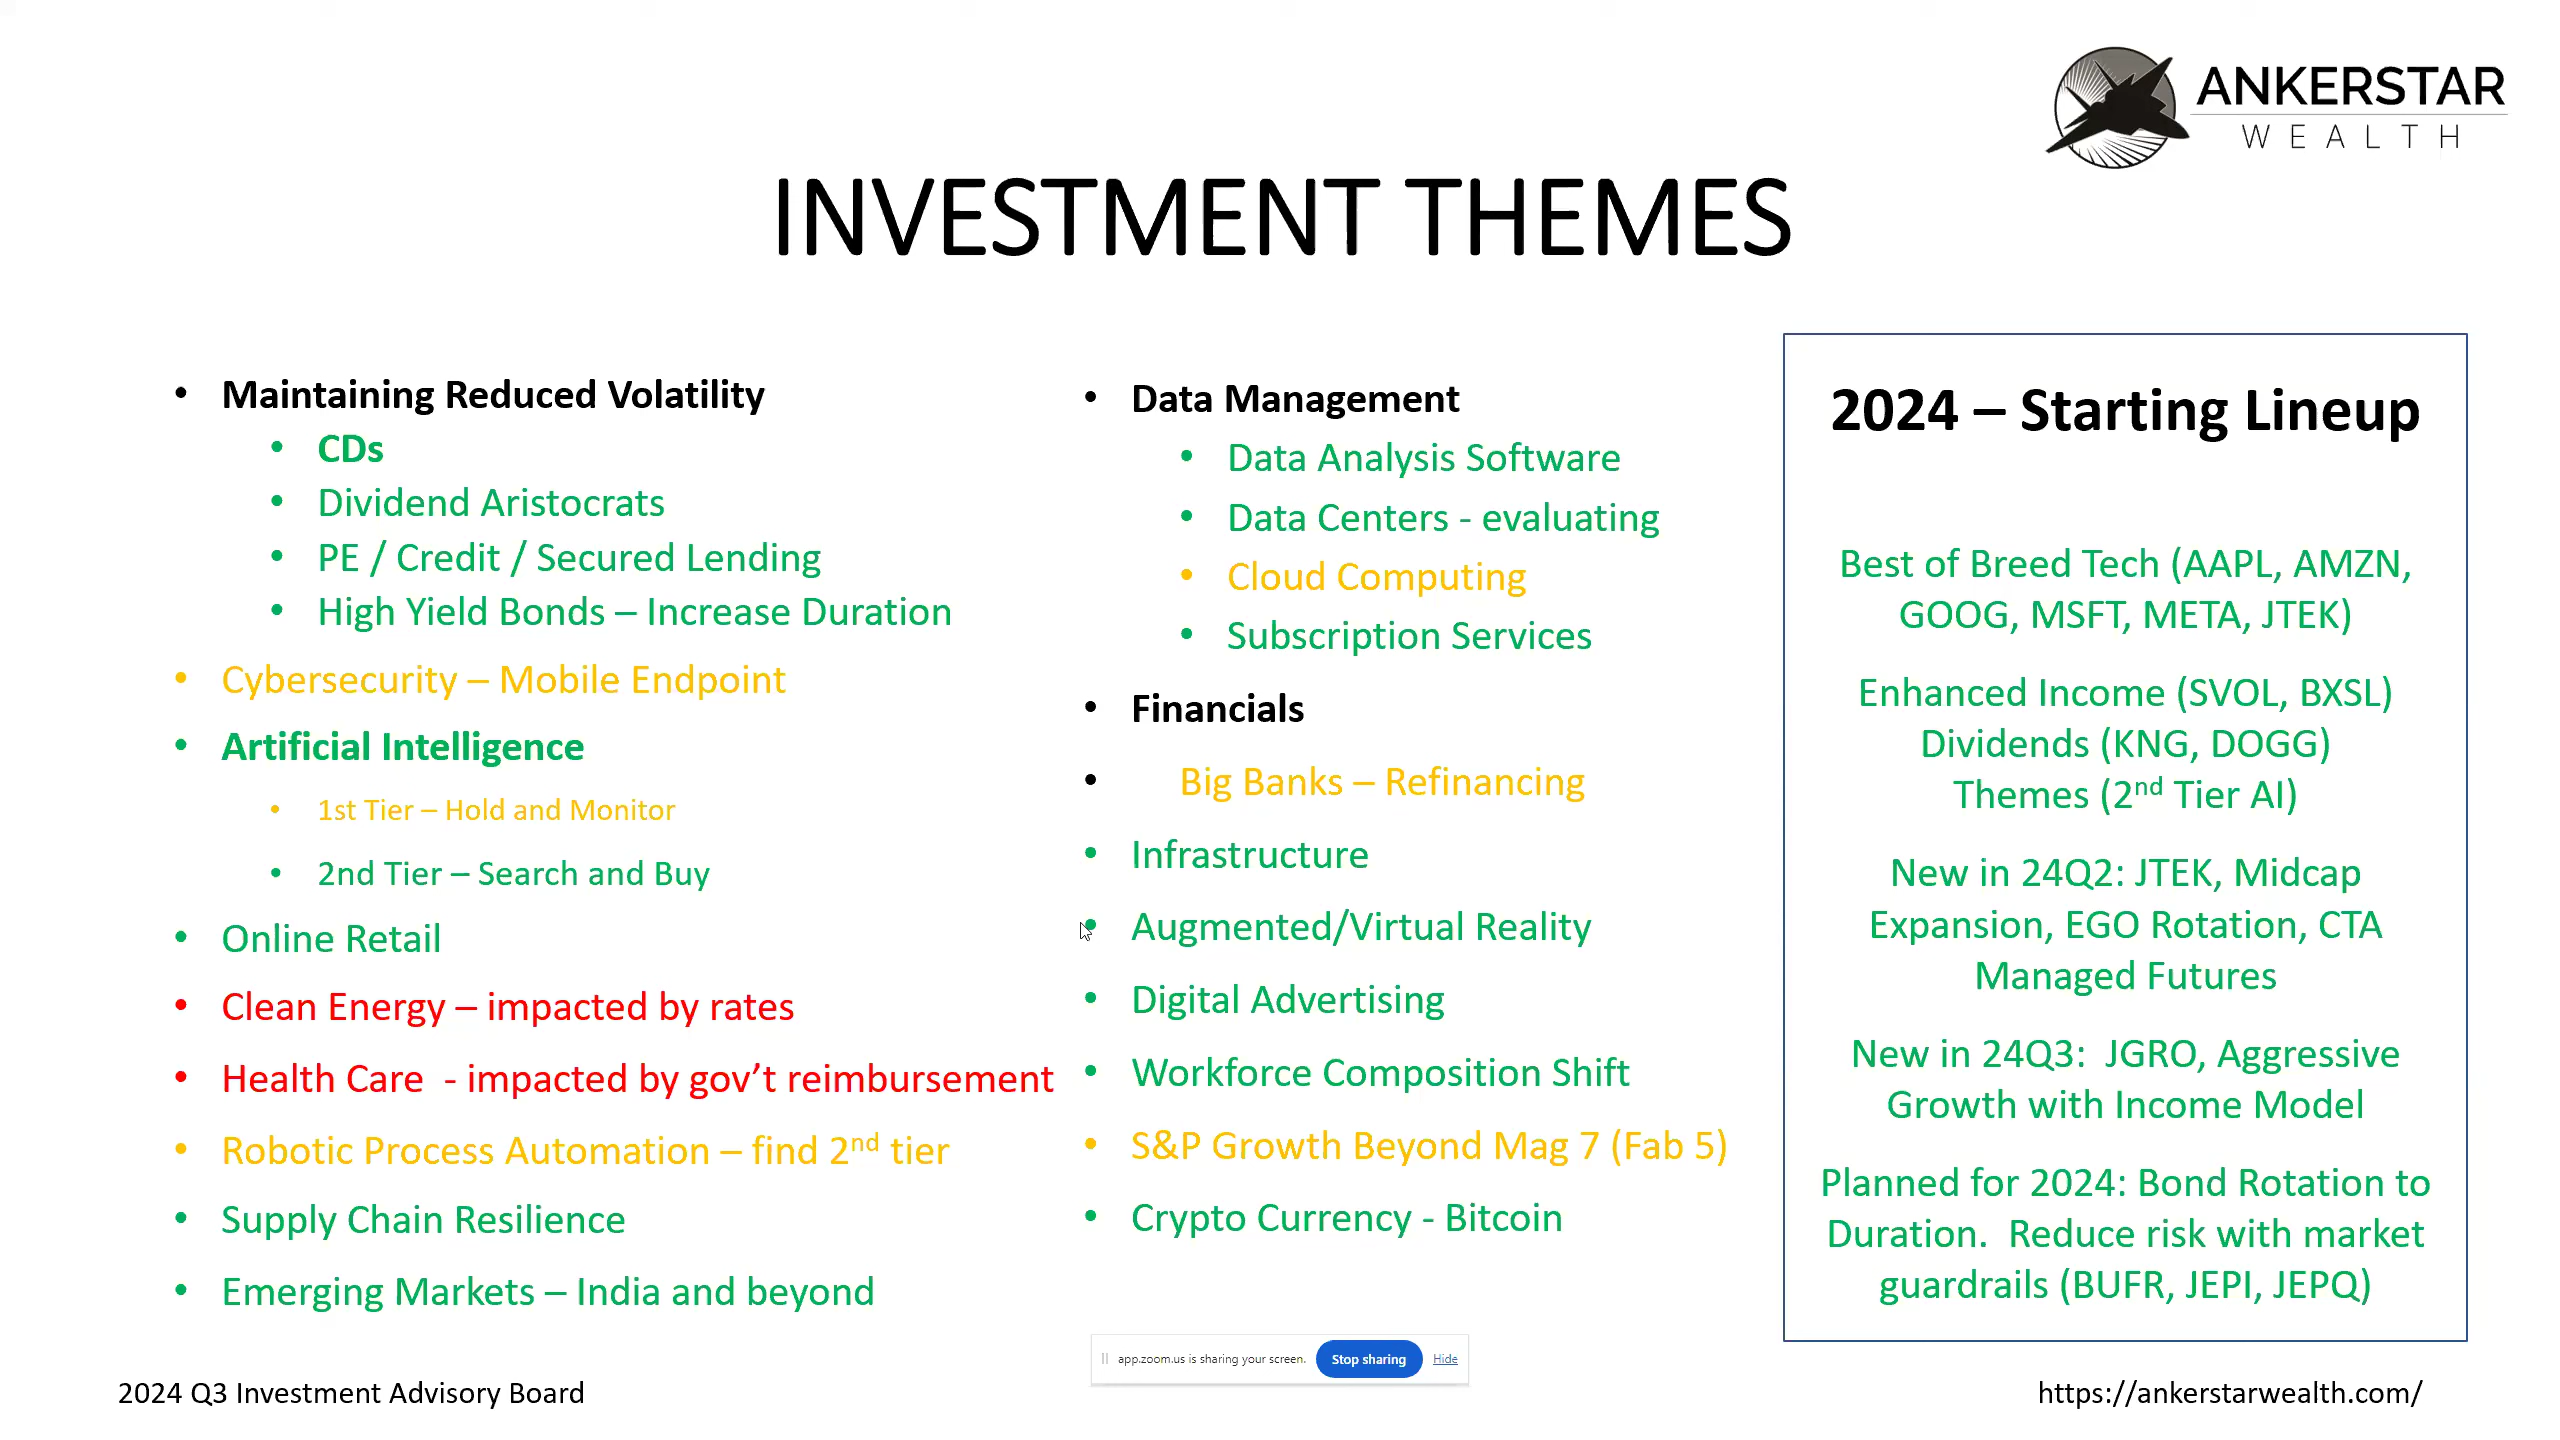 ANKERSTAR
WEALTH
INVESTMENT THEMES
• Maintaining Reduced Volatility
• CDs
• Dividend Aristocrats
• PE / Credit / Secured Lending
• High Yield Bonds – Increase Duration
• Cybersecurity – Mobile Endpoint
• Artificial Intelligence
• 1st Tier – Hold and Monitor
• 2nd Tier – Search and Buy
• Online Retail
• Clean Energy – impacted by rates
• Health Care - impacted by gov’t reimbursement
• Robotic Process Automation – find 2nd tier
• Supply Chain Resilience
• Emerging Markets – India and beyond
• Data Management
• Data Analysis Software
• Data Centers - evaluating
• Cloud Computing
• Subscription Services
• Financials
• Big Banks – Refinancing
• Infrastructure
• Augmented/Virtual Reality
• Digital Advertising
• Workforce Composition Shift
• S&P Growth Beyond Mag 7 (Fab 5)
• Crypto Currency - Bitcoin
2024 – Starting Lineup
Best of Breed Tech (AAPL, AMZN,
GOOG, MSFT, META, JTEK)
Enhanced Income (SVOL, BXSL)
Dividends (KNG, DOGG)
Themes (2nd Tier AI)
New in 24Q2: JTEK, Midcap
Expansion, EGO Rotation, CTA
Managed Futures
New in 24Q3: JGRO, Aggressive
Growth with Income Model
Planned for 2024: Bond Rotation to
Duration. Reduce risk with market
guardrails (BUFR, JEPI, JEPQ)
app.zoom.us is sharing your screen. Stop sharing Hide
2024 Q3 Investment Advisory Board
https://ankerstarwealth.com/